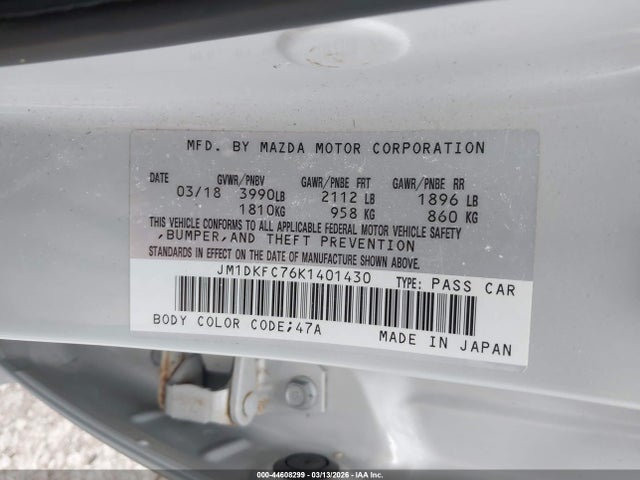 MFD. BY MAZDA MOTOR CORPORATION
DATE GVWR/PNBV GAWR/PNBE FRT GAWR/PNBE RR
03/18 3990LB 2112 LB 1896 LB
1810KG 958 KG 860 KG
THIS VEHICLE CONFORMS TO ALL APPLICABLE FEDERAL MOTOR VEHICLE SAFETY
,BUMPER,AND THEFT PREVENTION
STANDARDS IN EFFECT ON THE DATE OF MANUFACTURE SHOWN ABOVE.
JM1DKFC76K1401430 TYPE: PASS CAR
BODY COLOR CODE;47A MADE IN JAPAN
000-44608299 - 03/13/2026 - IAAI, Inc.